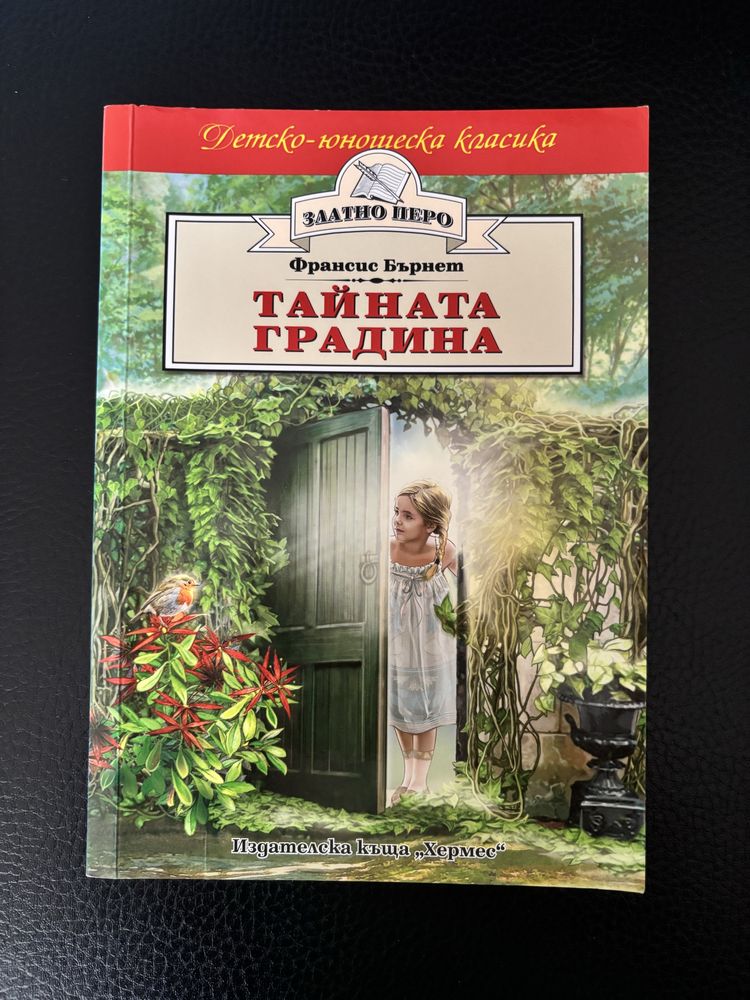 Детско-юношеска класика
ЗЛАТНО ПЕРО
Франсис Бърнет
ТАЙНАТА
ГРАДИНА
Издателска къща „Хермес“